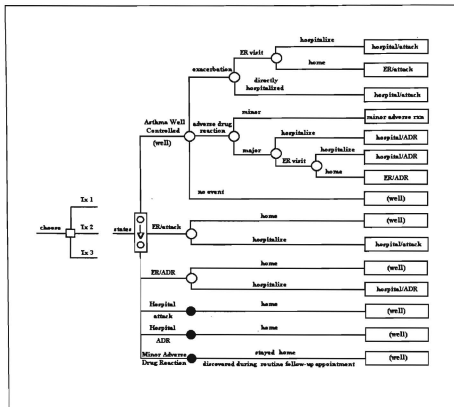 hospitalize
hospital/attack
ER visit
home
ER/attack
exacerbation
directly
hospitalized
hospital/attack
Asthma Well
Controlled
(well)
adverse drug
reaction
minor
minor adverse rxn
major
hospitalize
hospital/ADR
ER visit
hospitalize
hospital/ADR
home
ER/ADR
no event
(well)
choose
Tx 1
Tx 2
Tx 3
states
ER/attack
home
(well)
hospitalize
hospital/attack
ER/ADR
home
(well)
hospitalize
hospital/ADR
Hospital
attack
home
(well)
Hospital
ADR
home
(well)
Minor Adverse
Drug Reaction
stayed home
discovered during routine follow-up appointment
(well)